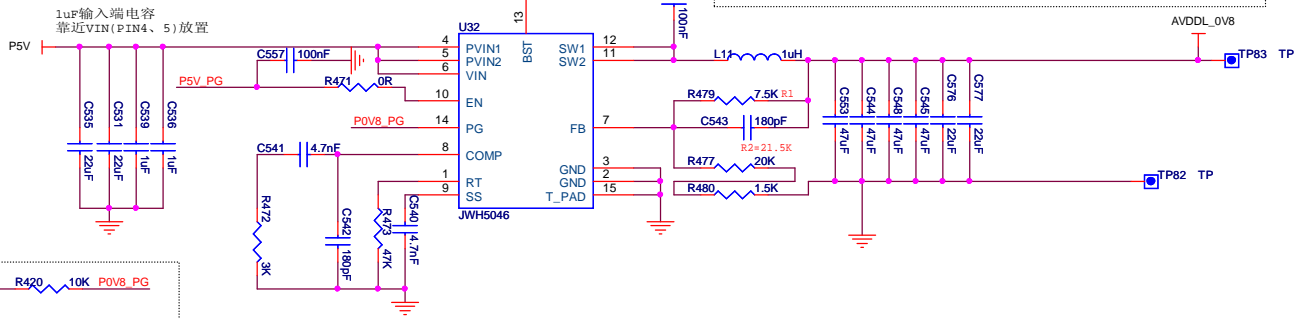 1uF输入端电容
靠近VIN(PIN4、5)放置
P5V
C535
22uF
C531
22uF
C539
1uF
C536
1uF
C557
100nF
P5V_PG
R471
0R
P0V8_PG
C541
4.7nF
R472
3K
C542
180pF
R473
47K
C540
4.7nF
U32
13
BST
4
PVIN1
5
PVIN2
6
VIN
10
EN
14
PG
8
COMP
1
RT
9
SS
12
SW1
11
SW2
7
FB
3
GND
2
GND
15
T_PAD
JWH5046
100nF
L11
1uH
R479
7.5K
R1
C543
180pF
R2=21.5K
R477
20K
R480
1.5K
C553
47uF
C544
47uF
C548
47uF
C545
47uF
C576
22uF
C577
22uF
AVDDL_0V8
TP83
TP
TP82
TP
R420
10K
P0V8_PG